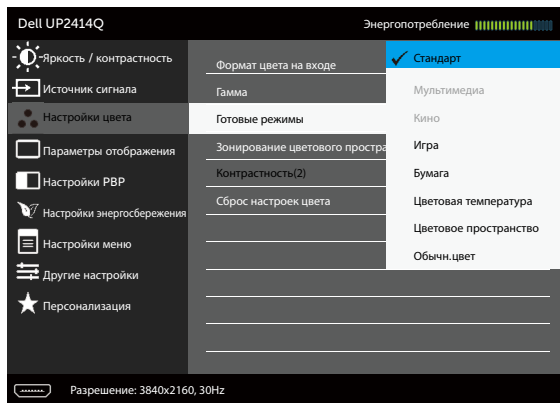 Dell UP2414Q
Энергопотребление
Яркость / контрастность
Источник сигнала
Настройки цвета
Параметры отображения
Настройки PBP
Настройки энергосбережения
Настройки меню
Другие настройки
Персонализация
Формат цвета на входе
Гамма
Готовые режимы
Зонирование цветового простра
Контрастность(2)
Сброс настроек цвета
Стандарт
Мультимедиа
Кино
Игра
Бумага
Цветовая температура
Цветовое пространство
Обычн.цвет
Разрешение: 3840x2160, 30Hz